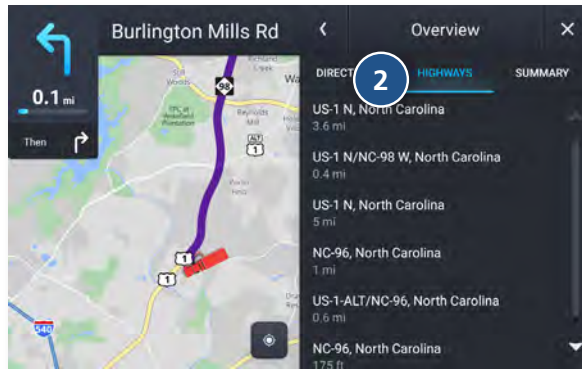 Burlington Mills Rd
0.1 mi
Then
98
ALT
1
1
1
540
Overview
DIRECT
2
HIGHWAYS
SUMMARY
US-1 N, North Carolina
3.6 mi
US-1 N/NC-98 W, North Carolina
0.4 mi
US-1 N, North Carolina
5 mi
NC-96, North Carolina
1 mi
US-1-ALT/NC-96, North Carolina
0.6 mi
NC-96, North Carolina
175 ft